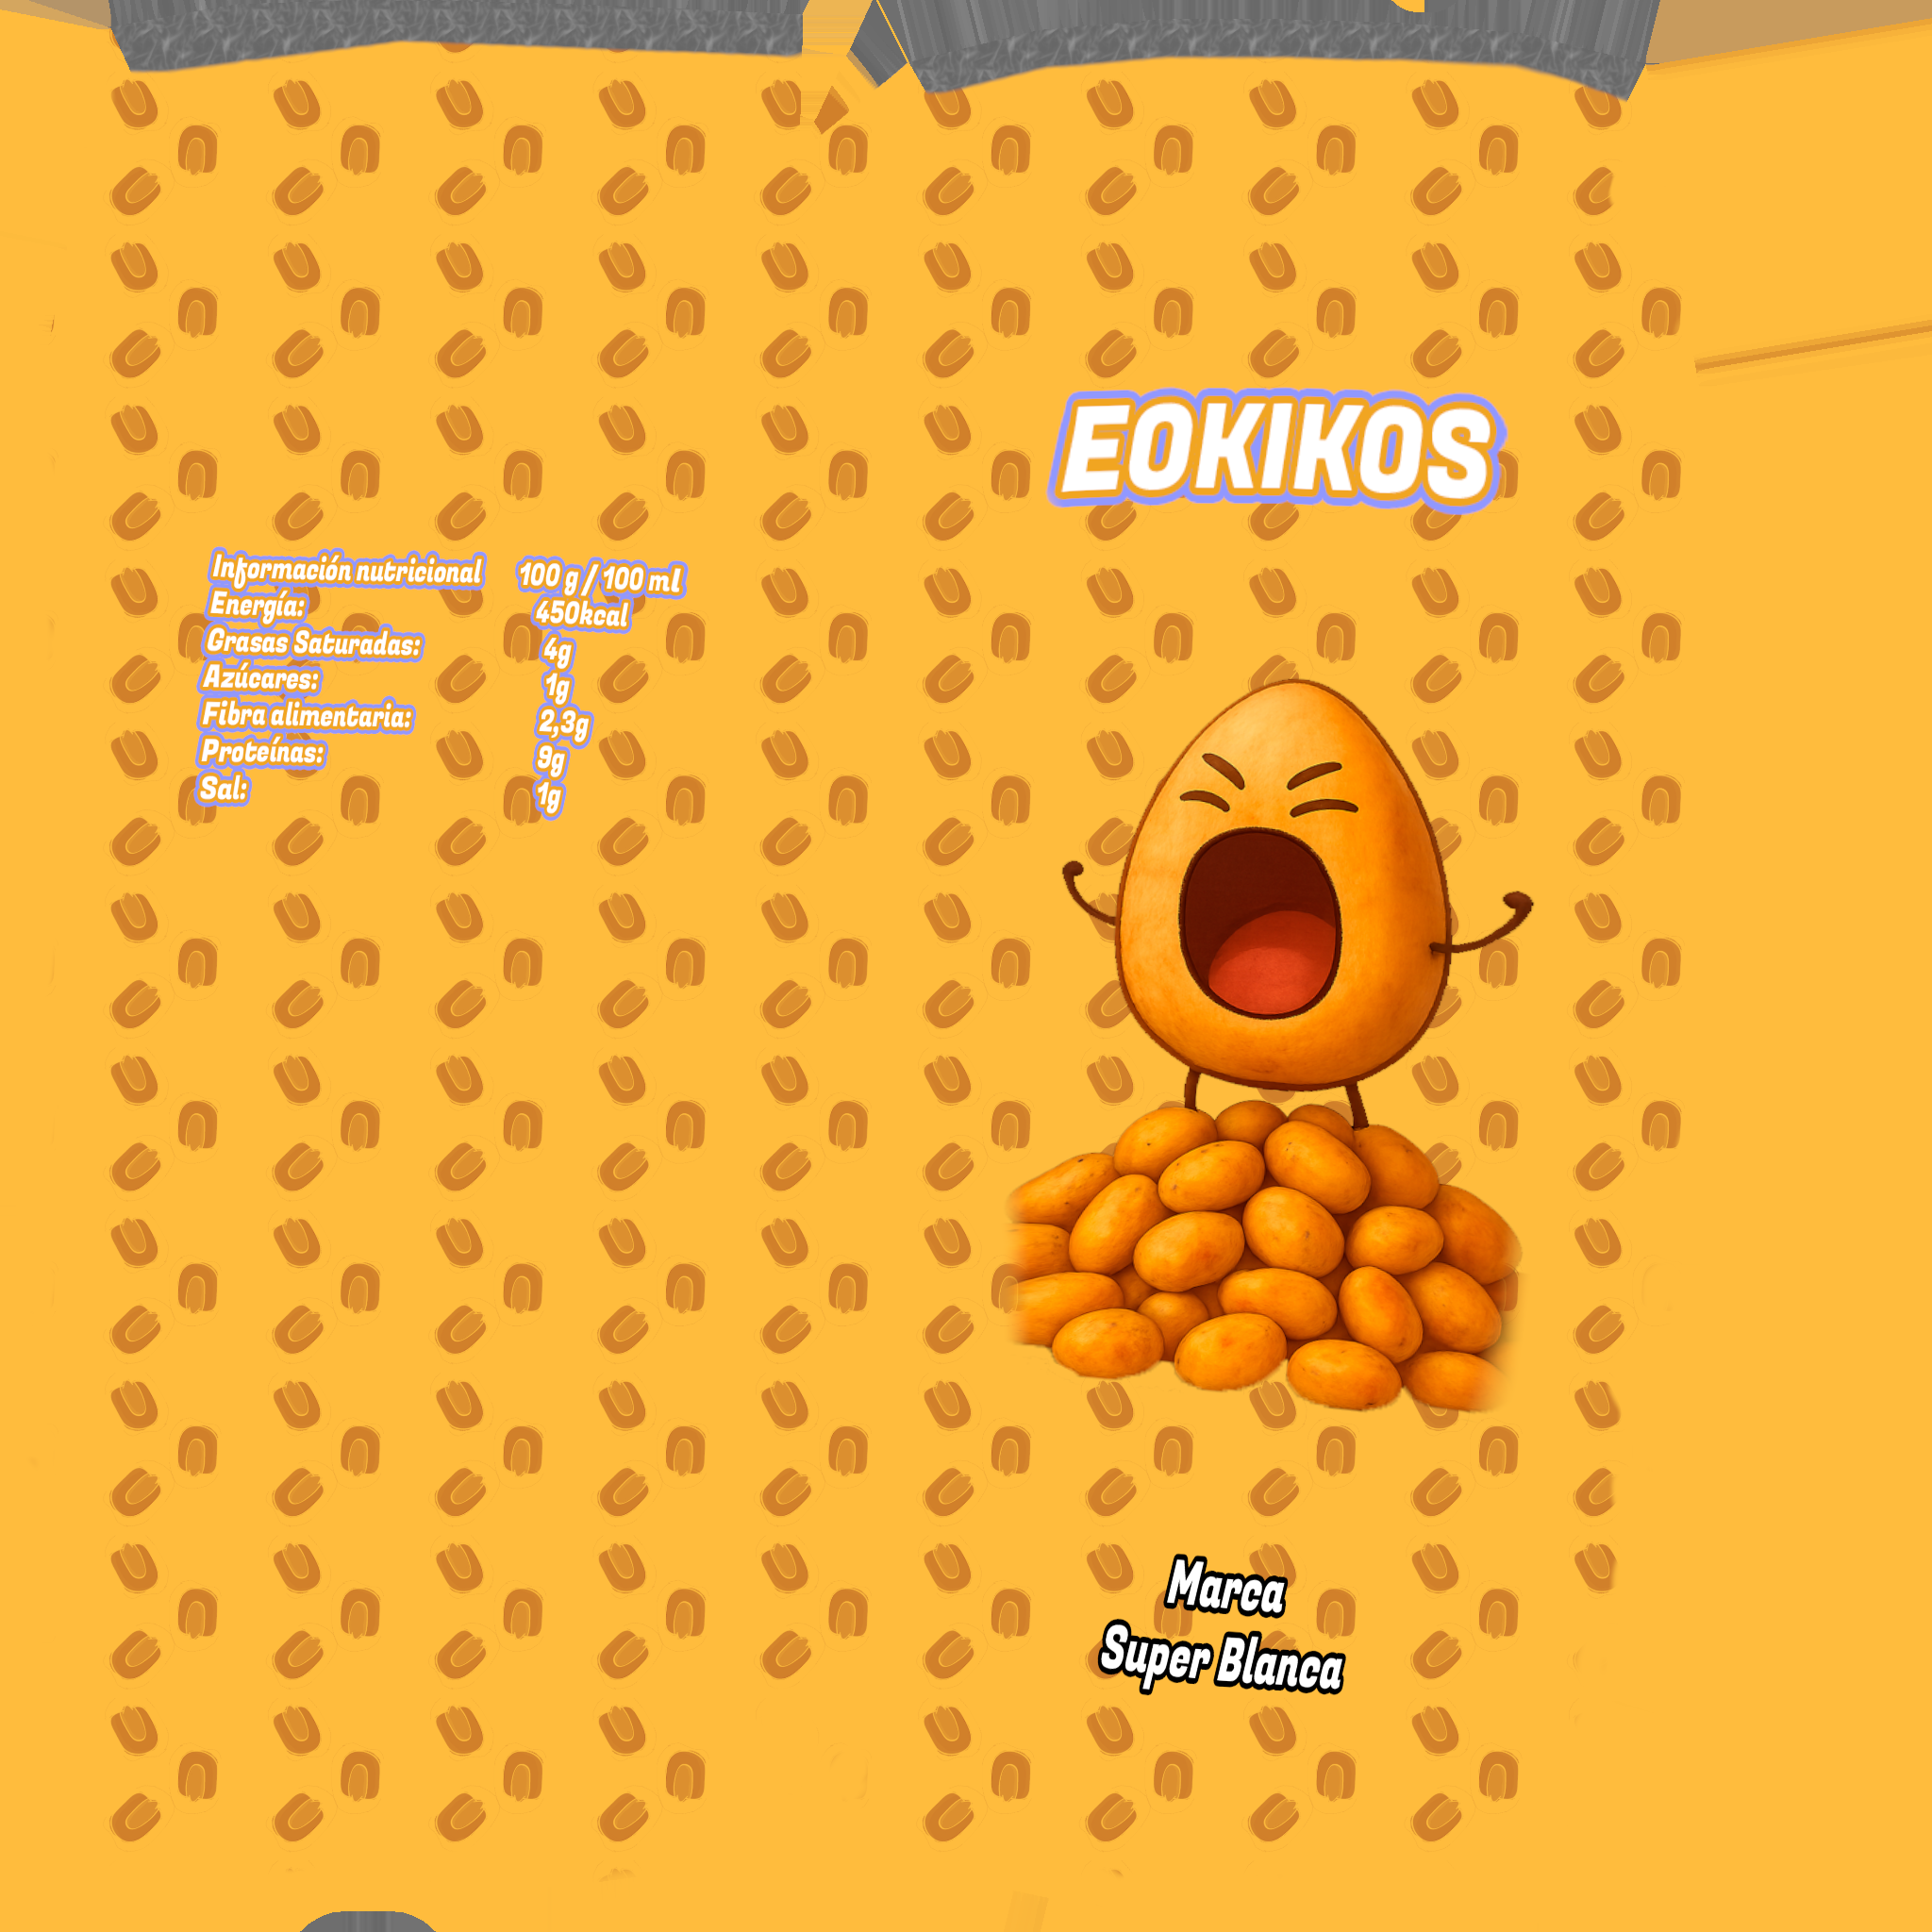 EOKIKOS
Información nutricional 100 g / 100 ml
Energía: 450kcal
Grasas Saturadas: 4g
Azúcares: 1g
Fibra alimentaria: 2,3g
Proteínas: 9g
Sal: 1g
Marca
Super Blanca